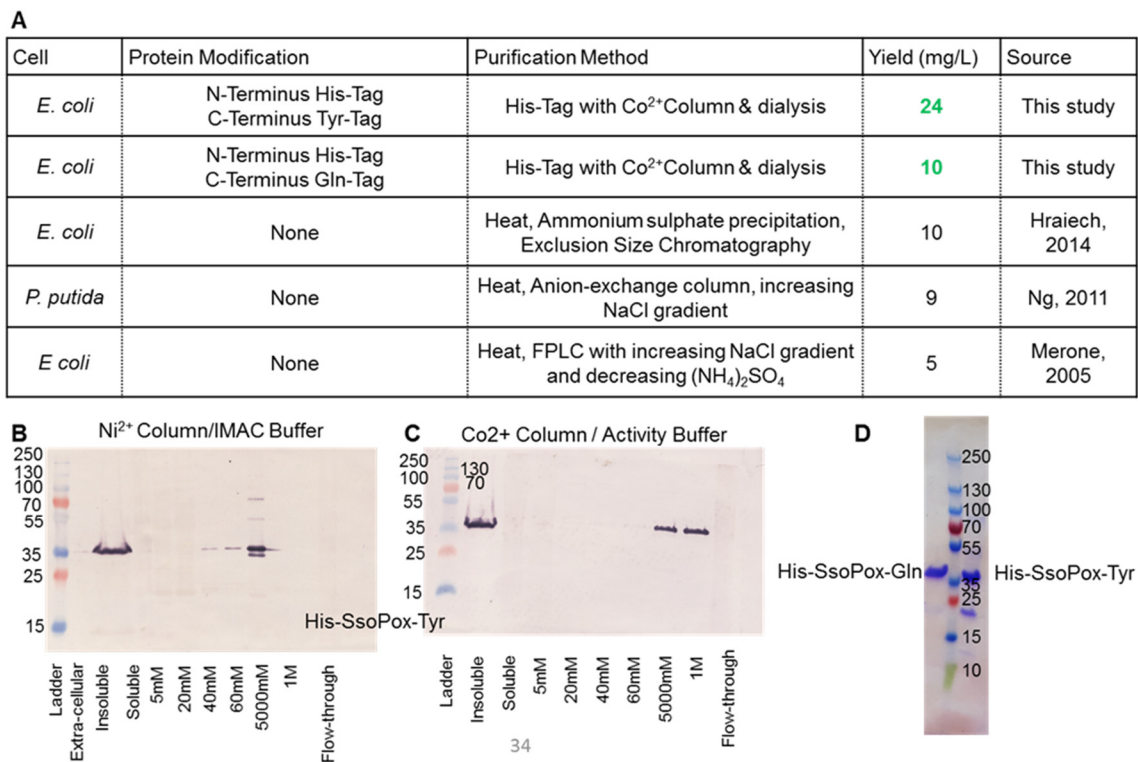 A
Cell Protein Modification Purification Method Yield (mg/L) Source
E. coli N-Terminus His-Tag
C-Terminus Tyr-Tag His-Tag with Co²⁺Column & dialysis 24 This study
E. coli N-Terminus His-Tag
C-Terminus Gln-Tag His-Tag with Co²⁺Column & dialysis 10 This study
E. coli None Heat, Ammonium sulphate precipitation,
Exclusion Size Chromatography 10 Hraiech,
2014
P. putida None Heat, Anion-exchange column, increasing
NaCl gradient 9 Ng, 2011
E coli None Heat, FPLC with increasing NaCl gradient
and decreasing (NH₄)₂SO₄ 5 Merone,
2005
B Ni²⁺ Column/IMAC Buffer
250
130
100
70
55
35
25
15
His-SsoPox-Tyr
Ladder
Extra-cellular
Insoluble
Soluble
5mM
20mM
40mM
60mM
5000mM
1M
Flow-through
C Co2+ Column / Activity Buffer
250
130
100
70
55
35
25
15
130
70
Ladder
Insoluble
Soluble
5mM
20mM
40mM
60mM
5000mM
1M
Flow-through
34
D
250
130
100
70
55
35
25
15
10
His-SsoPox-Gln
His-SsoPox-Tyr